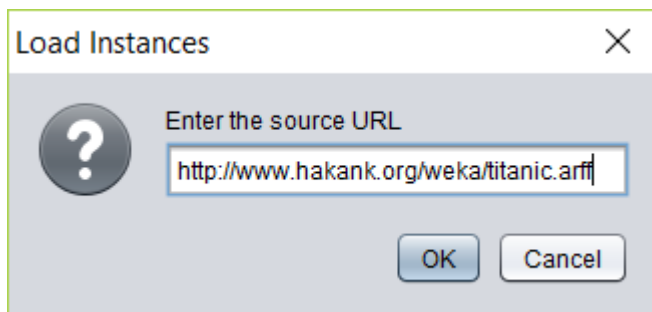 Load Instances
Enter the source URL
http://www.hakank.org/weka/titanic.arff
OK Cancel